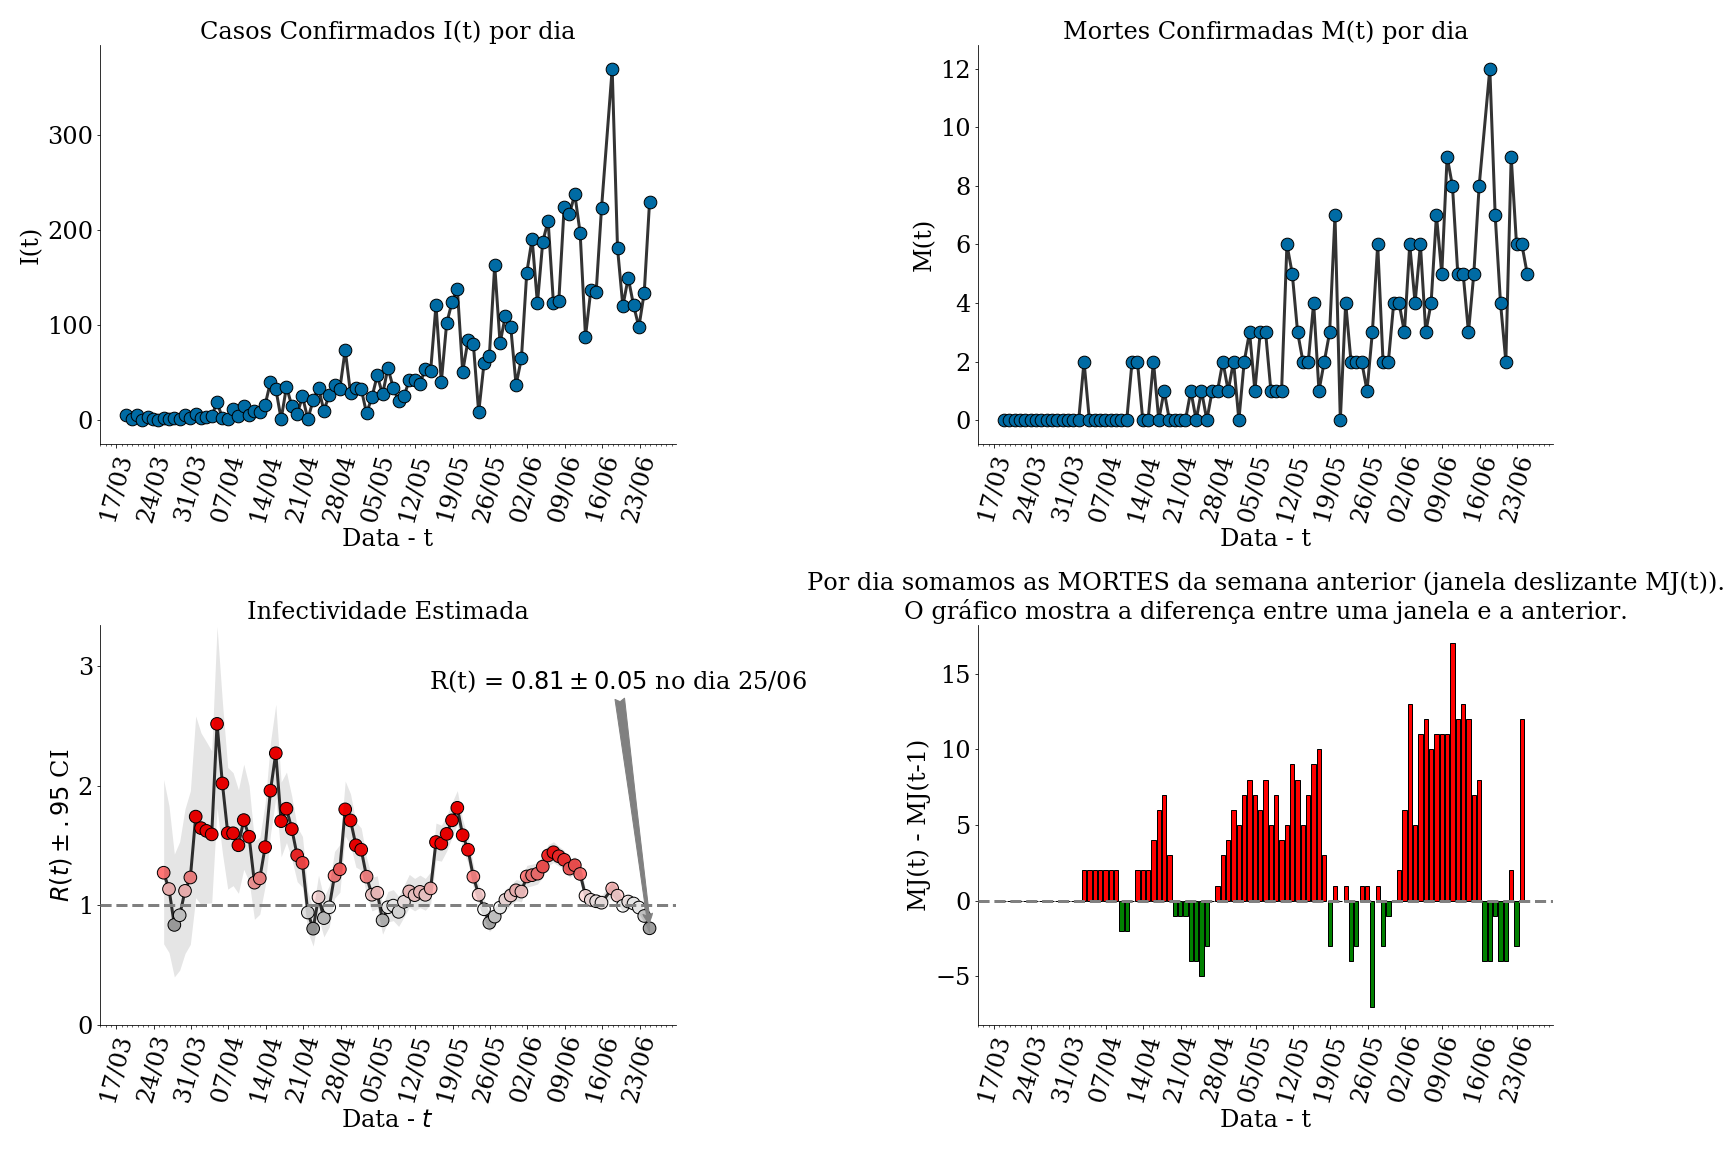 Casos Confirmados I(t) por dia
I(t)
300
200
100
0
17/03 24/03 31/03 07/04 14/04 21/04 28/04 05/05 12/05 19/05 26/05 02/06 09/06 16/06 23/06
Data - t
Mortes Confirmadas M(t) por dia
M(t)
12
10
8
6
4
2
0
17/03 24/03 31/03 07/04 14/04 21/04 28/04 05/05 12/05 19/05 26/05 02/06 09/06 16/06 23/06
Data - t
Infectividade Estimada
R(t) ± .95 CI
3
2
1
0
R(t) = 0.81 ± 0.05 no dia 25/06
17/03 24/03 31/03 07/04 14/04 21/04 28/04 05/05 12/05 19/05 26/05 02/06 09/06 16/06 23/06
Data - t
Por dia somamos as MORTES da semana anterior (janela deslizante MJ(t)).
O gráfico mostra a diferença entre uma janela e a anterior.
MJ(t) - MJ(t-1)
15
10
5
0
−5
17/03 24/03 31/03 07/04 14/04 21/04 28/04 05/05 12/05 19/05 26/05 02/06 09/06 16/06 23/06
Data - t